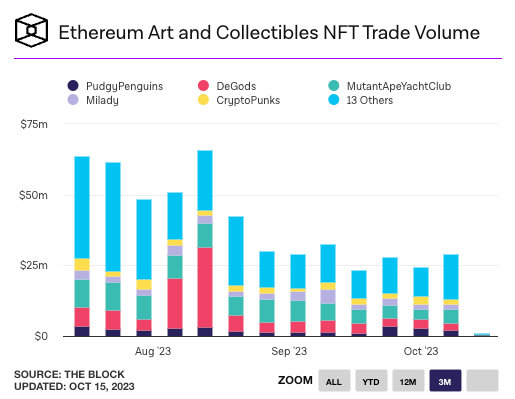 Ethereum Art and Collectibles NFT Trade Volume
PudgyPenguins DeGods MutantApeYachtClub
Milady CryptoPunks 13 Others
$75m
$50m
$25m
$0
Aug '23 Sep '23 Oct '23
SOURCE: THE BLOCK
UPDATED: OCT 15, 2023
ZOOM ALL YTD 12M 3M